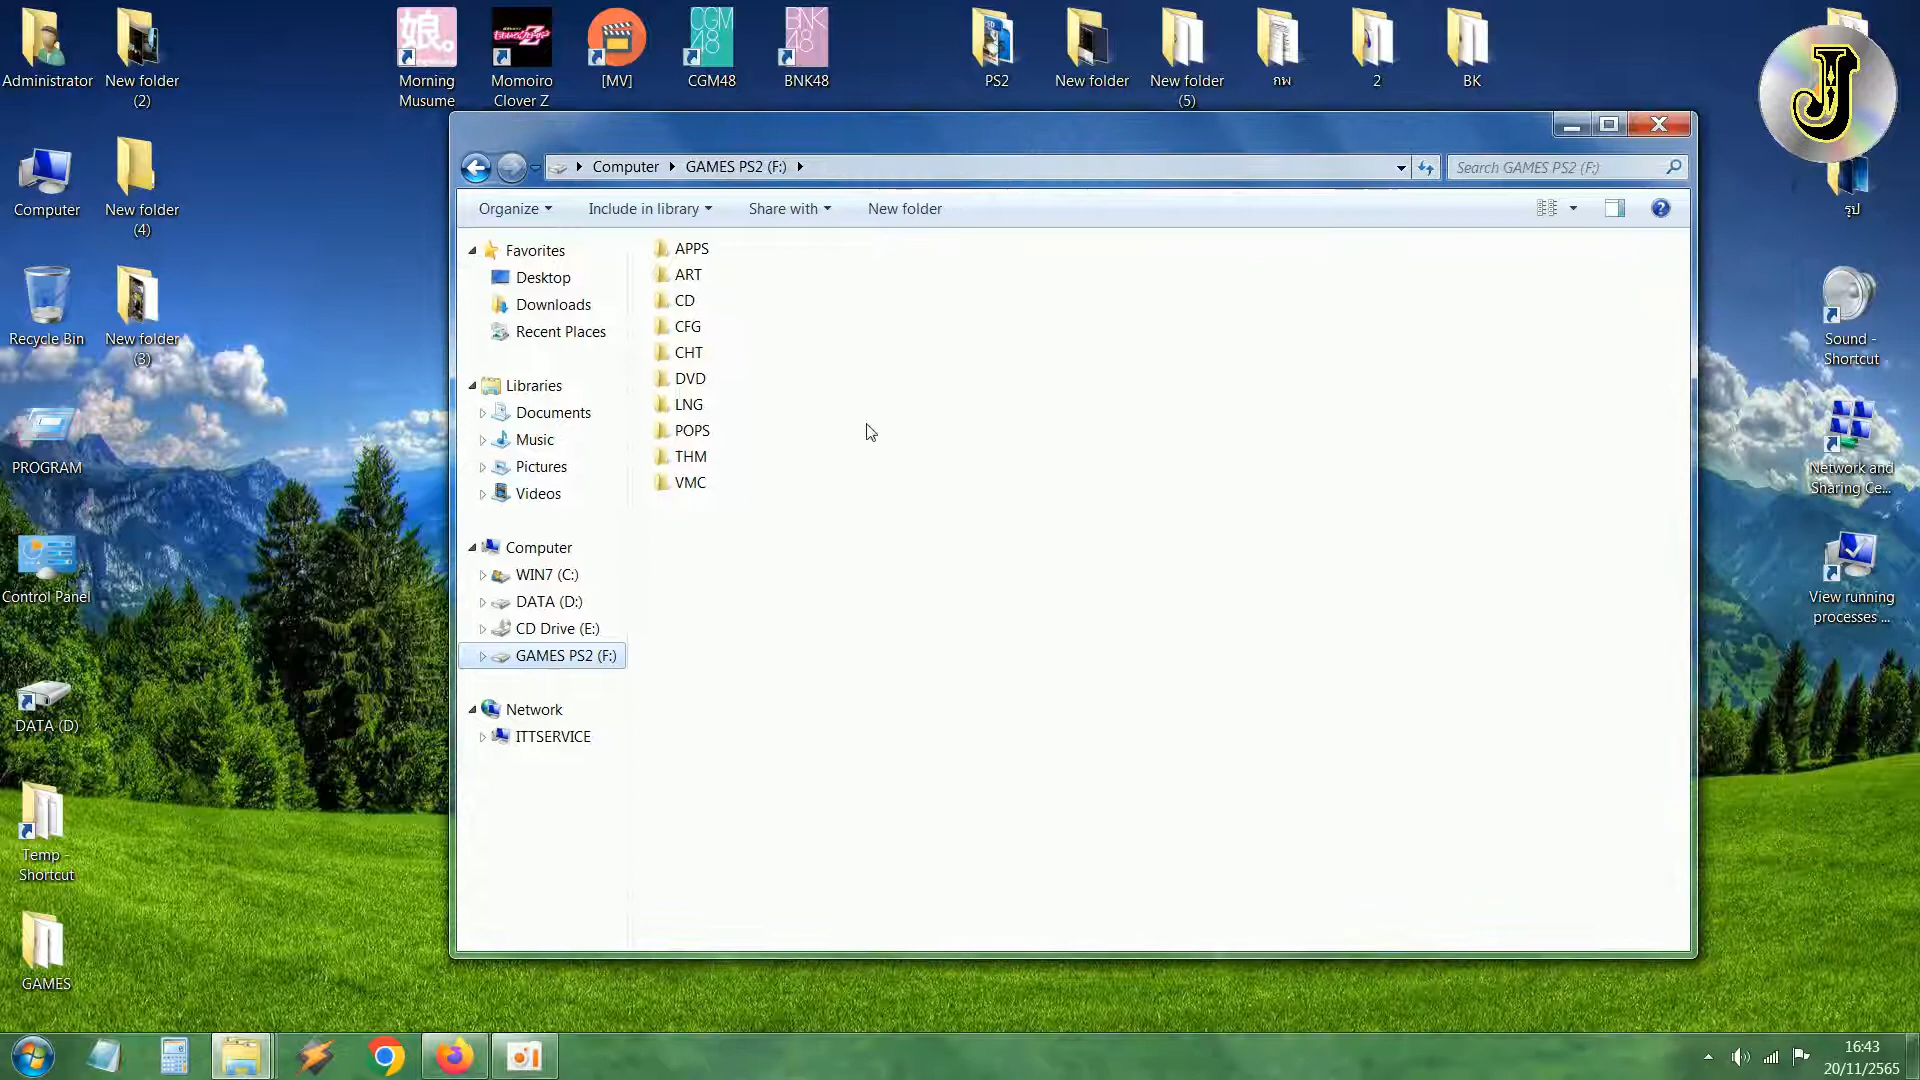 Administrator
New folder
(2)
娘。
Morning
Musume
Momoiro
Clover Z
[MV]
CGM
48
CGM48
BNK
48
BNK48
PS2
New folder
New folder
(5)
กพ
2
BK
J
Computer
New folder
(4)
Recycle Bin
New folder
(3)
PROGRAM
Control Panel
DATA (D)
Temp -
Shortcut
GAMES
รูป
Sound -
Shortcut
Network and
Sharing Ce...
View running
processes ...
Computer
GAMES PS2 (F:)
Search GAMES PS2 (F:)
Organize
Include in library
Share with
New folder
Favorites
Desktop
Downloads
Recent Places
Libraries
Documents
Music
Pictures
Videos
Computer
WIN7 (C:)
DATA (D:)
CD Drive (E:)
GAMES PS2 (F:)
Network
ITTSERVICE
APPS
ART
CD
CFG
CHT
DVD
LNG
POPS
THM
VMC
16:43
20/11/2565